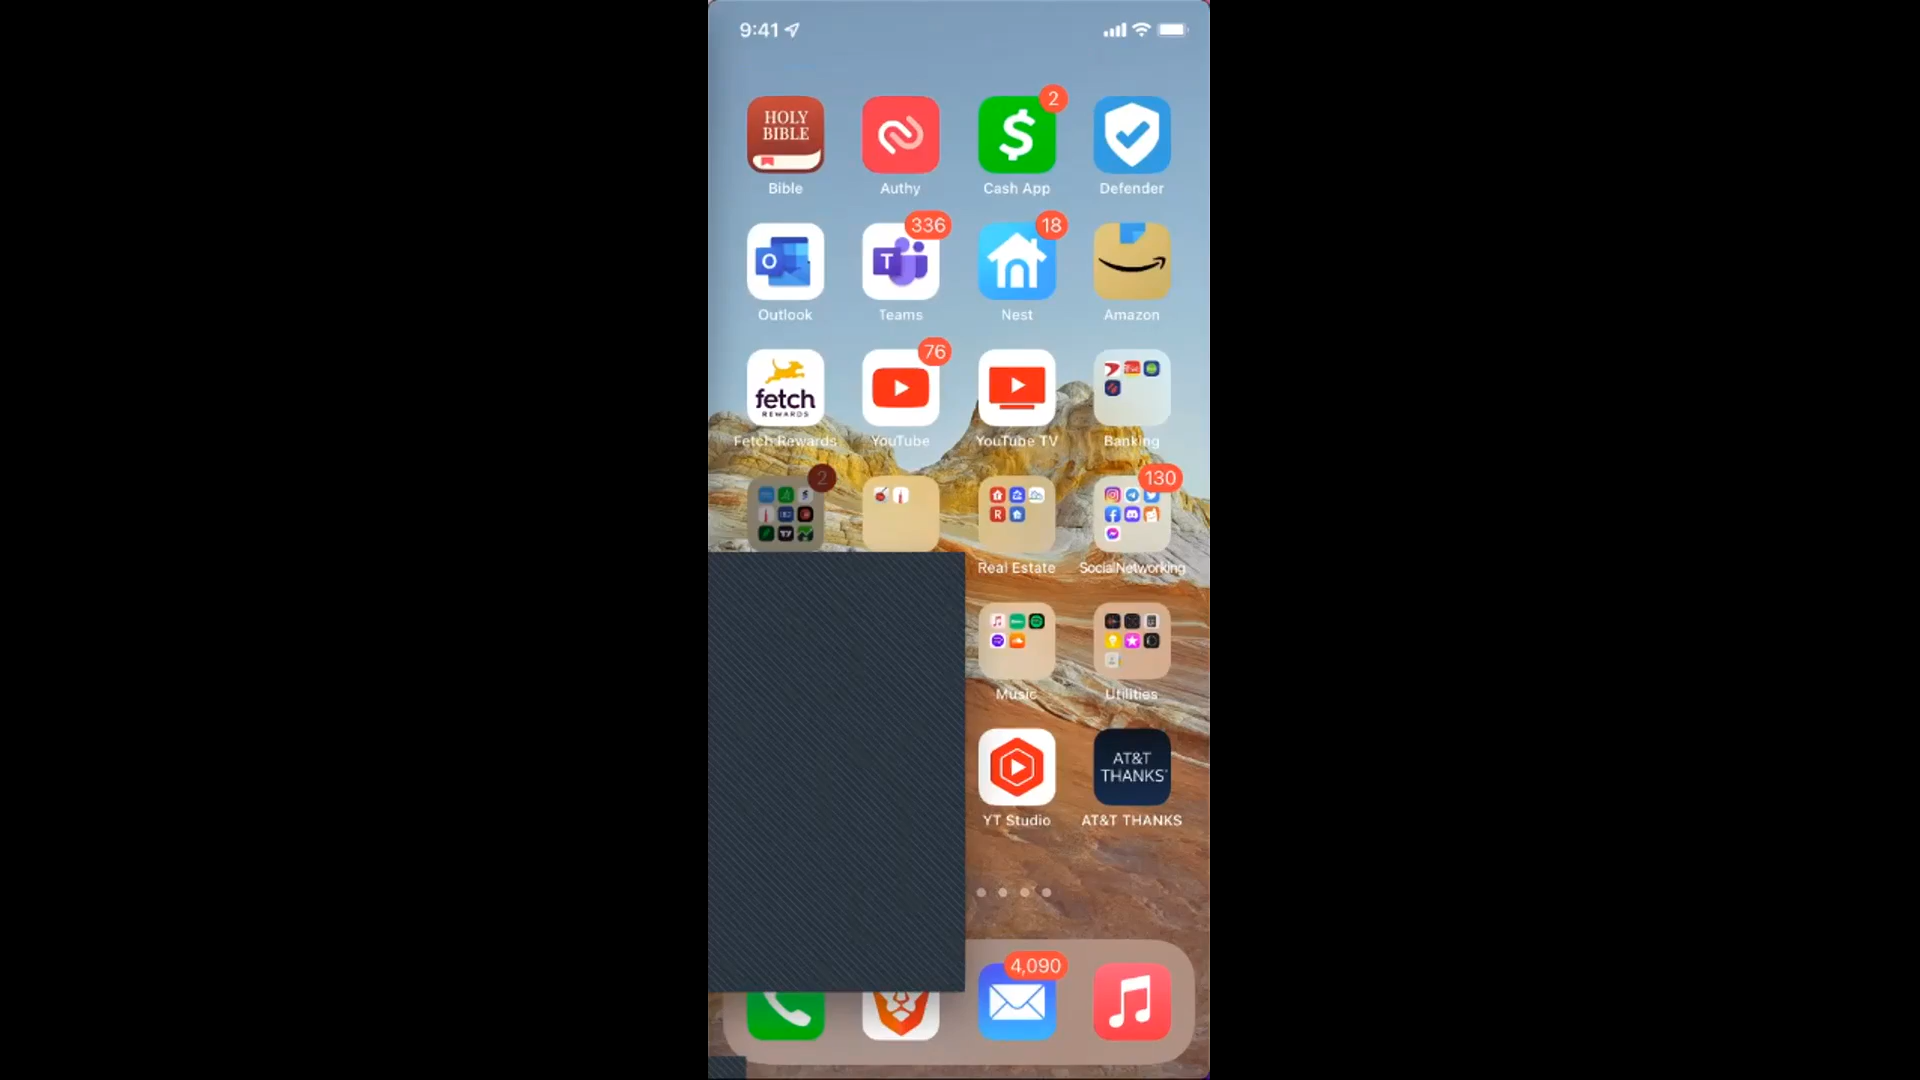 9:41
2
HOLY
BIBLE
Bible
Authy
Cash App
Defender
336
18
Outlook
Teams
Nest
Amazon
76
fetch
REWARDS
Fetch Rewards
YouTube
YouTube TV
Banking
2
130
Real Estate
Social Networking
Music
Utilities
AT&T
THANKS
YT Studio
AT&T THANKS
4,090